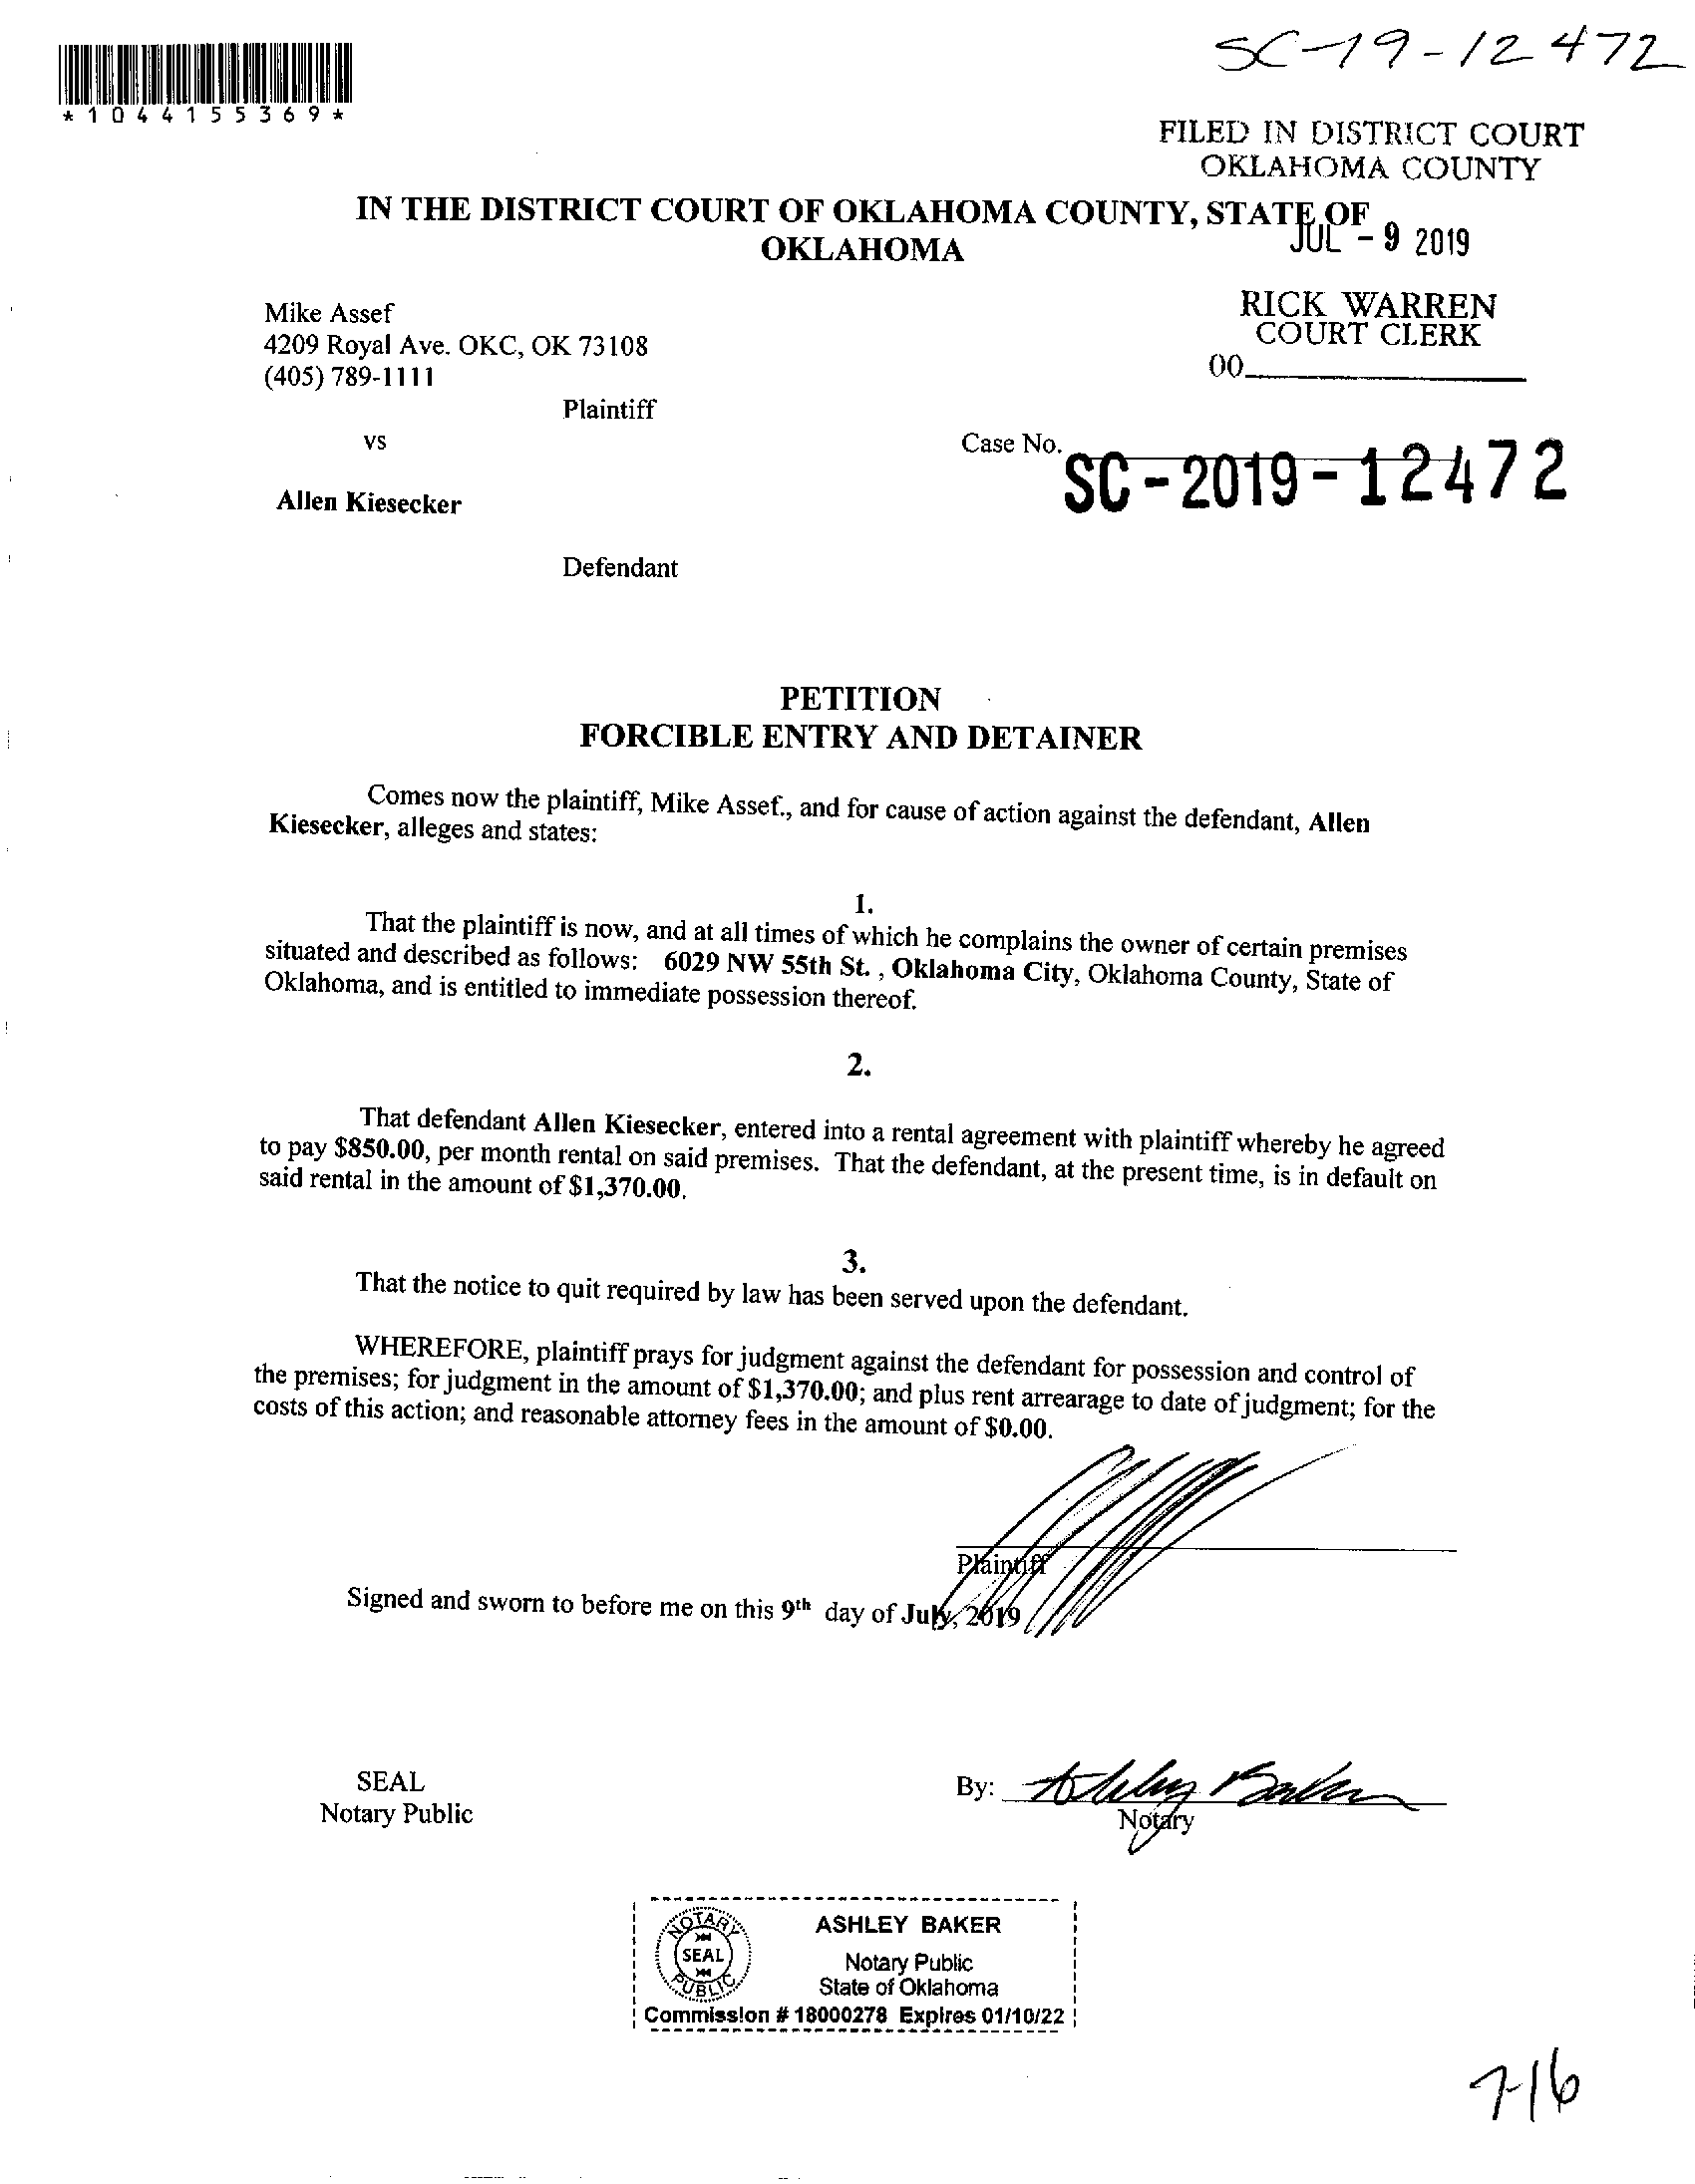 SC-19-12472
*1044155369*
FILED IN DISTRICT COURT
OKLAHOMA COUNTY
IN THE DISTRICT COURT OF OKLAHOMA COUNTY, STATE OF
OKLAHOMA
JUL - 9 2019
Mike Assef
4209 Royal Ave. OKC, OK 73108
(405) 789-1111
RICK WARREN
COURT CLERK
00
Plaintiff
vs
Case No. SC-2019-12472
Allen Kiesecker
Defendant
PETITION
FORCIBLE ENTRY AND DETAINER
Comes now the plaintiff, Mike Assef., and for cause of action against the defendant, Allen
Kiesecker, alleges and states:
1.
That the plaintiff is now, and at all times of which he complains the owner of certain premises
situated and described as follows: 6029 NW 55th St. , Oklahoma City, Oklahoma County, State of
Oklahoma, and is entitled to immediate possession thereof.
2.
That defendant Allen Kiesecker, entered into a rental agreement with plaintiff whereby he agreed
to pay $850.00, per month rental on said premises. That the defendant, at the present time, is in default on
said rental in the amount of $1,370.00.
3.
That the notice to quit required by law has been served upon the defendant.
WHEREFORE, plaintiff prays for judgment against the defendant for possession and control of
the premises; for judgment in the amount of $1,370.00; and plus rent arrearage to date of judgment; for the
costs of this action; and reasonable attorney fees in the amount of $0.00.
Plaintiff
Signed and sworn to before me on this 9th day of July, 2019
SEAL
Notary Public
By: Ashley Baker
Notary
NOTARY
SEAL
PUBLIC
ASHLEY BAKER
Notary Public
State of Oklahoma
Commission # 18000278 Expires 01/10/22
7-16